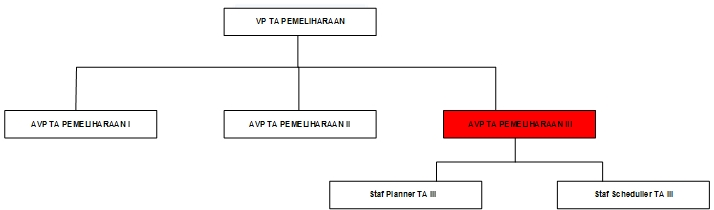 VP TA PEMELIHARAAN
AVP TA PEMELIHARAAN I
AVP TA PEMELIHARAAN II
AVP TA PEMELIHARAAN III
Staf Planner TA III
Staf Scheduller TA III